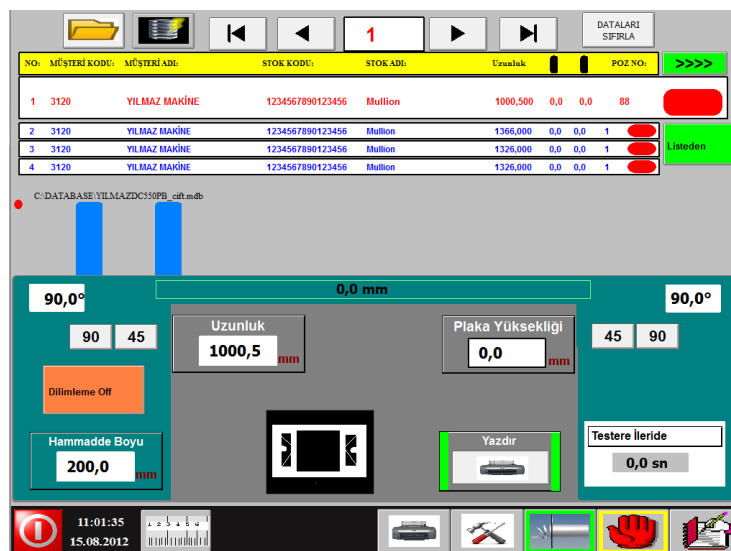 1
DATALARI
SIFIRLA
NO: MÜŞTERİ KODU: MÜŞTERİ ADI: STOK KODU: STOK ADI: Uzunluk POZ NO: >>>>
1 3120 YILMAZ MAKİNE 1234567890123456 Mullion 1000,500 0,0 0,0 88
2 3120 YILMAZ MAKİNE 1234567890123456 Mullion 1366,000 0,0 0,0 1
3 3120 YILMAZ MAKİNE 1234567890123456 Mullion 1326,000 0,0 0,0 1
4 3120 YILMAZ MAKİNE 1234567890123456 Mullion 1326,000 0,0 0,0 1
Listeden
C:\DATABASE\YILMAZDC550PB_cift.mdb
0,0 mm
90,0°
90,0°
90 45
Uzunluk
1000,5 mm
Plaka Yüksekliği
0,0 mm
45 90
Dilimleme Off
Hammadde Boyu
200,0 mm
Yazdır
Testere İleride
0,0 sn
11:01:35
15.08.2012
1 2 3 4 5 6